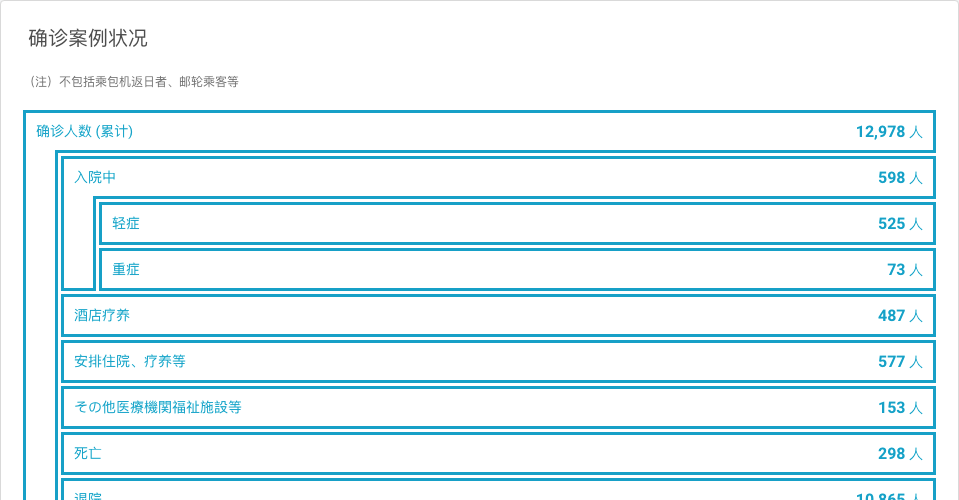 确诊案例状况
（注）不包括乘包机返日者、邮轮乘客等
确诊人数 (累计) 12,978 人
入院中 598 人
轻症 525 人
重症 73 人
酒店疗养 487 人
安排住院、疗养等 577 人
その他医療機関福祉施設等 153 人
死亡 298 人
退院 10,865 人